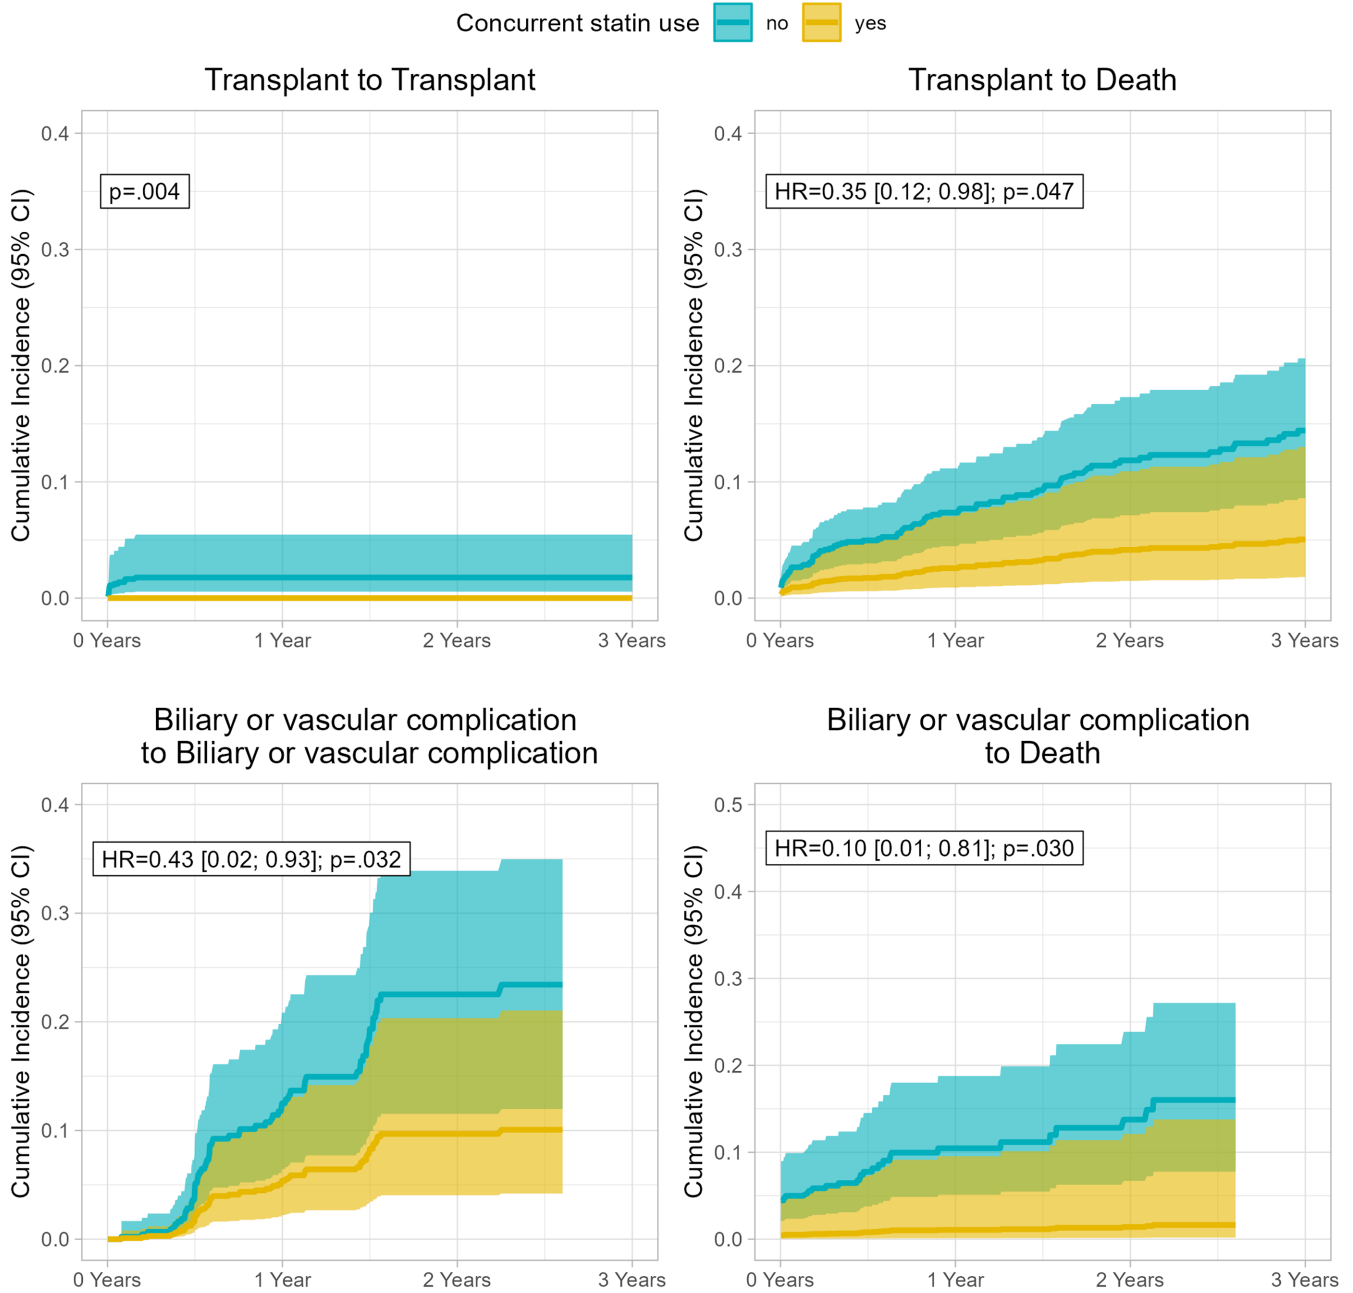 Concurrent statin use no yes
Transplant to Transplant
Cumulative Incidence (95% CI)
0.4
0.3
0.2
0.1
0.0
p=.004
0 Years 1 Year 2 Years 3 Years
Transplant to Death
Cumulative Incidence (95% CI)
0.4
0.3
0.2
0.1
0.0
HR=0.35 [0.12; 0.98]; p=.047
0 Years 1 Year 2 Years 3 Years
Biliary or vascular complication
to Biliary or vascular complication
Cumulative Incidence (95% CI)
0.4
0.3
0.2
0.1
0.0
HR=0.43 [0.02; 0.93]; p=.032
0 Years 1 Year 2 Years 3 Years
Biliary or vascular complication
to Death
Cumulative Incidence (95% CI)
0.5
0.4
0.3
0.2
0.1
0.0
HR=0.10 [0.01; 0.81]; p=.030
0 Years 1 Year 2 Years 3 Years